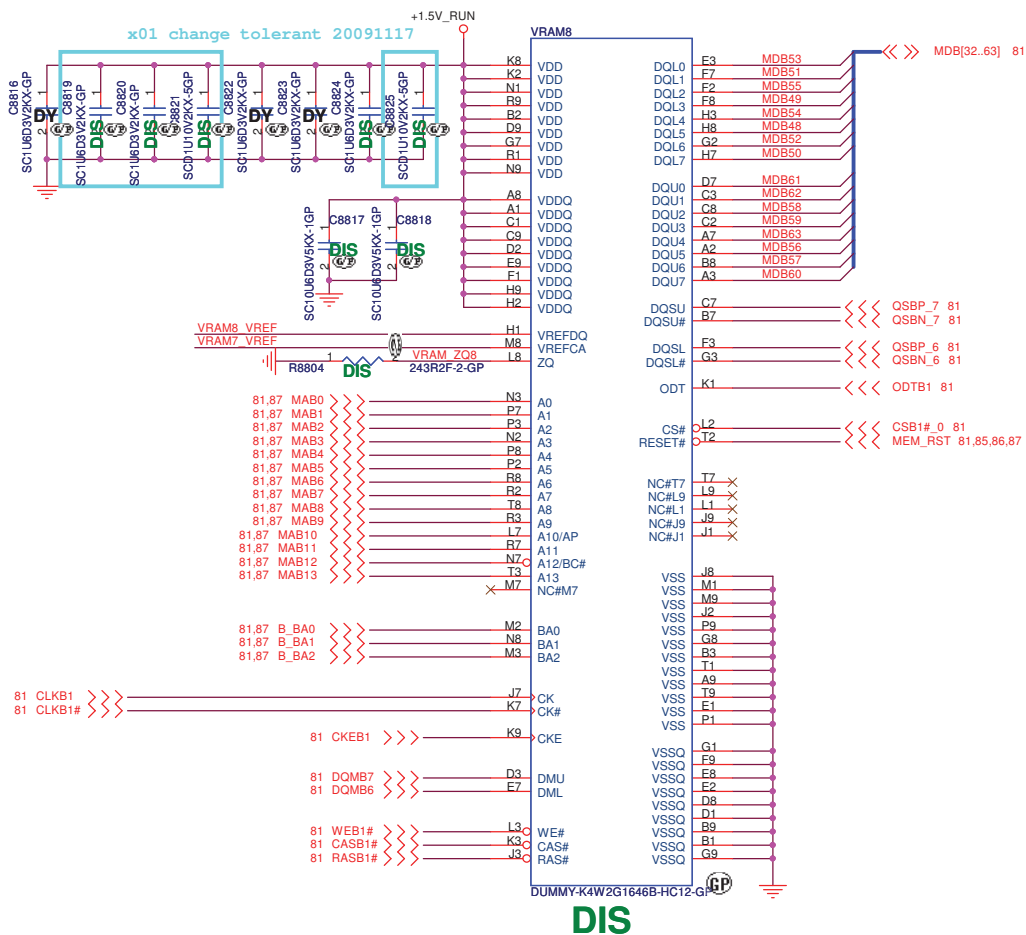 +1.5V_RUN
x01 change tolerant 20091117
VRAM8
C8816
SC1U6D3V2KX-GP
DY
C8819
SC1U6D3V2KX-GP
DIS
C8820
SC1U6D3V2KX-GP
DIS
C8821
SCD1U10V2KX-5GP
DIS
C8822
SC1U6D3V2KX-GP
DY
C8823
SC1U6D3V2KX-GP
DY
C8824
SC1U6D3V2KX-GP
DIS
C8825
SCD1U10V2KX-5GP
DIS
C8817
SC10U6D3V5KX-1GP
DIS
C8818
SC10U6D3V5KX-1GP
DIS
K8 VDD
K2 VDD
N1 VDD
R9 VDD
B2 VDD
D9 VDD
G7 VDD
R1 VDD
N9 VDD
A8 VDDQ
A1 VDDQ
C1 VDDQ
C9 VDDQ
D2 VDDQ
E9 VDDQ
F1 VDDQ
H9 VDDQ
H2 VDDQ
VRAM8_VREF H1 VREFDQ
VRAM7_VREF M8 VREFCA
1 2 VRAM_ZQ8 L8 ZQ
R8804 DIS 243R2F-2-GP
81,87 MAB0 N3 A0
81,87 MAB1 P7 A1
81,87 MAB2 P3 A2
81,87 MAB3 N2 A3
81,87 MAB4 P8 A4
81,87 MAB5 P2 A5
81,87 MAB6 R8 A6
81,87 MAB7 R2 A7
81,87 MAB8 T8 A8
81,87 MAB9 R3 A9
81,87 MAB10 L7 A10/AP
81,87 MAB11 R7 A11
81,87 MAB12 N7 A12/BC#
81,87 MAB13 T3 A13
M7 NC#M7
81,87 B_BA0 M2 BA0
81,87 B_BA1 N8 BA1
81,87 B_BA2 M3 BA2
81 CLKB1 J7 CK
81 CLKB1# K7 CK#
81 CKEB1 K9 CKE
81 DQMB7 D3 DMU
81 DQMB6 E7 DML
81 WEB1# L3 WE#
81 CASB1# K3 CAS#
81 RASB1# J3 RAS#
DQL0 E3 MDB53
DQL1 F7 MDB51
DQL2 F2 MDB55
DQL3 F8 MDB49
DQL4 H3 MDB54
DQL5 H8 MDB48
DQL6 G2 MDB52
DQL7 H7 MDB50
MDB[32..63] 81
DQU0 D7 MDB61
DQU1 C3 MDB62
DQU2 C8 MDB58
DQU3 C2 MDB59
DQU4 A7 MDB63
DQU5 A2 MDB56
DQU6 B8 MDB57
DQU7 A3 MDB60
DQSU C7 QSBP_7 81
DQSU# B7 QSBN_7 81
DQSL F3 QSBP_6 81
DQSL# G3 QSBN_6 81
ODT K1 ODTB1 81
CS# L2 CSB1#_0 81
RESET# T2 MEM_RST 81,85,86,87
NC#T7 T7
NC#L9 L9
NC#L1 L1
NC#J9 J9
NC#J1 J1
VSS J8
VSS M1
VSS M9
VSS J2
VSS P9
VSS G8
VSS B3
VSS T1
VSS A9
VSS T9
VSS E1
VSS P1
VSSQ G1
VSSQ F9
VSSQ E8
VSSQ E2
VSSQ D8
VSSQ D1
VSSQ B9
VSSQ B1
VSSQ G9
DUMMY-K4W2G1646B-HC12-GP
GP
DIS